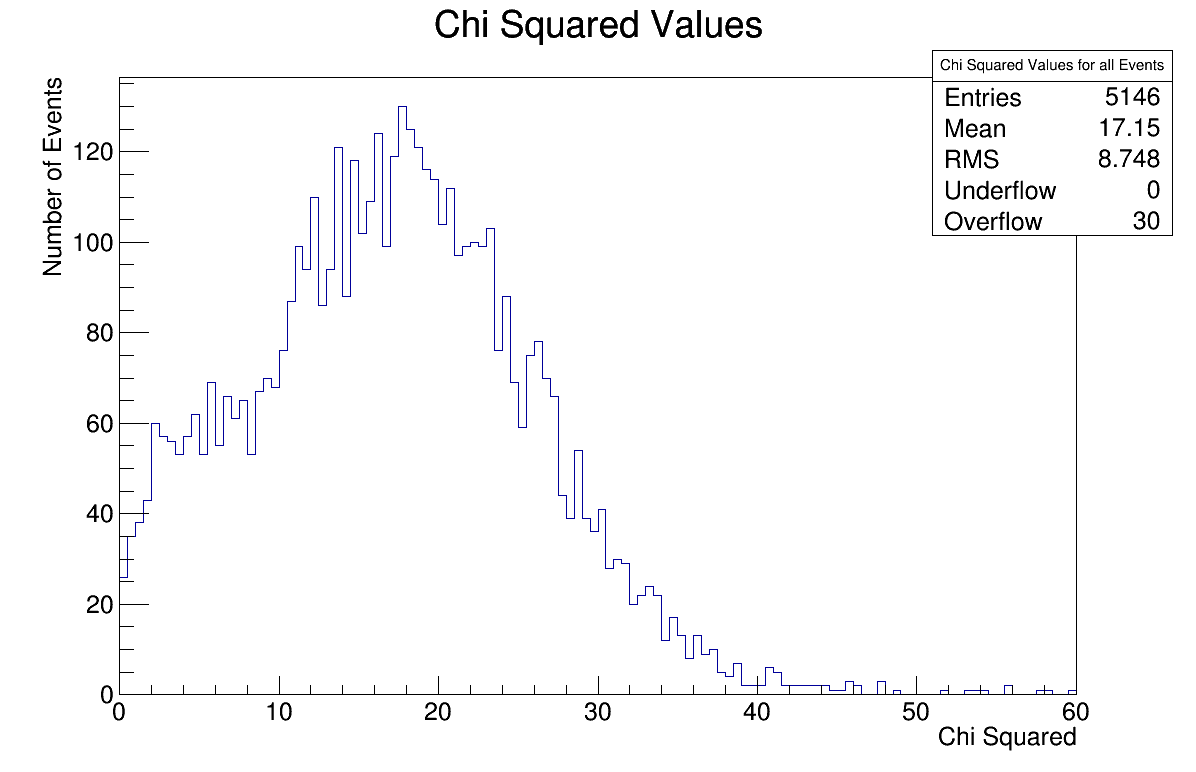 Chi Squared Values
Chi Squared Values for all Events
Entries 5146
Mean 17.15
RMS 8.748
Underflow 0
Overflow 30
Number of Events
120
100
80
60
40
20
0
0 10 20 30 40 50 60
Chi Squared